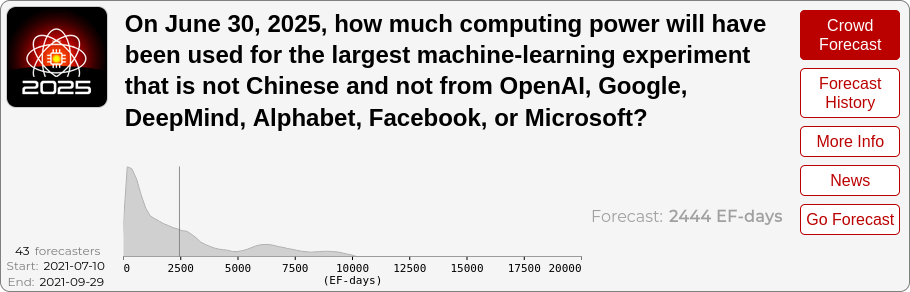 On June 30, 2025, how much computing power will have
been used for the largest machine-learning experiment
that is not Chinese and not from OpenAI, Google,
DeepMind, Alphabet, Facebook, or Microsoft?
2025
Crowd
Forecast
Forecast
History
More Info
News
Go Forecast
Forecast: 2444 EF-days
43 forecasters
Start: 2021-07-10
End: 2021-09-29
0 2500 5000 7500 10000 12500 15000 17500 20000
(EF-days)